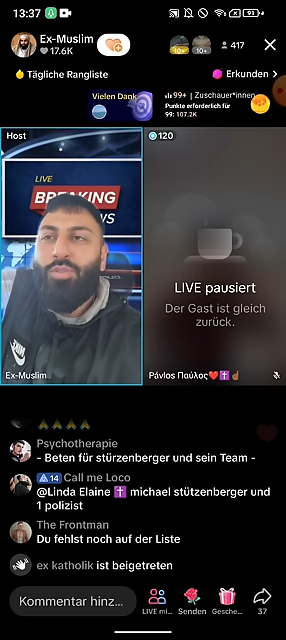 13:37
91%
Ex-Muslim
17.6K
10w
10+
417
Tägliche Rangliste
Erkunden >
Vielen Dank
99+ | Zuschauer*innen
Punkte erforderlich für
99: 107.2K
Host
120
LIVE
BREAKING
WS
LIVE pausiert
Der Gast ist gleich
zurück.
Ex-Muslim
Pávlos Παύλος❤️✝️☝🏾
Psychotherapie
- Beten für stürzenberger und sein Team -
14 Call me Loco
@Linda Elaine ✝️ michael stützenberger und
1 polizist
The Frontman
Du fehlst noch auf der Liste
ex katholik ist beigetreten
Kommentar hinz...
LIVE mi...
Senden
Gesche...
37